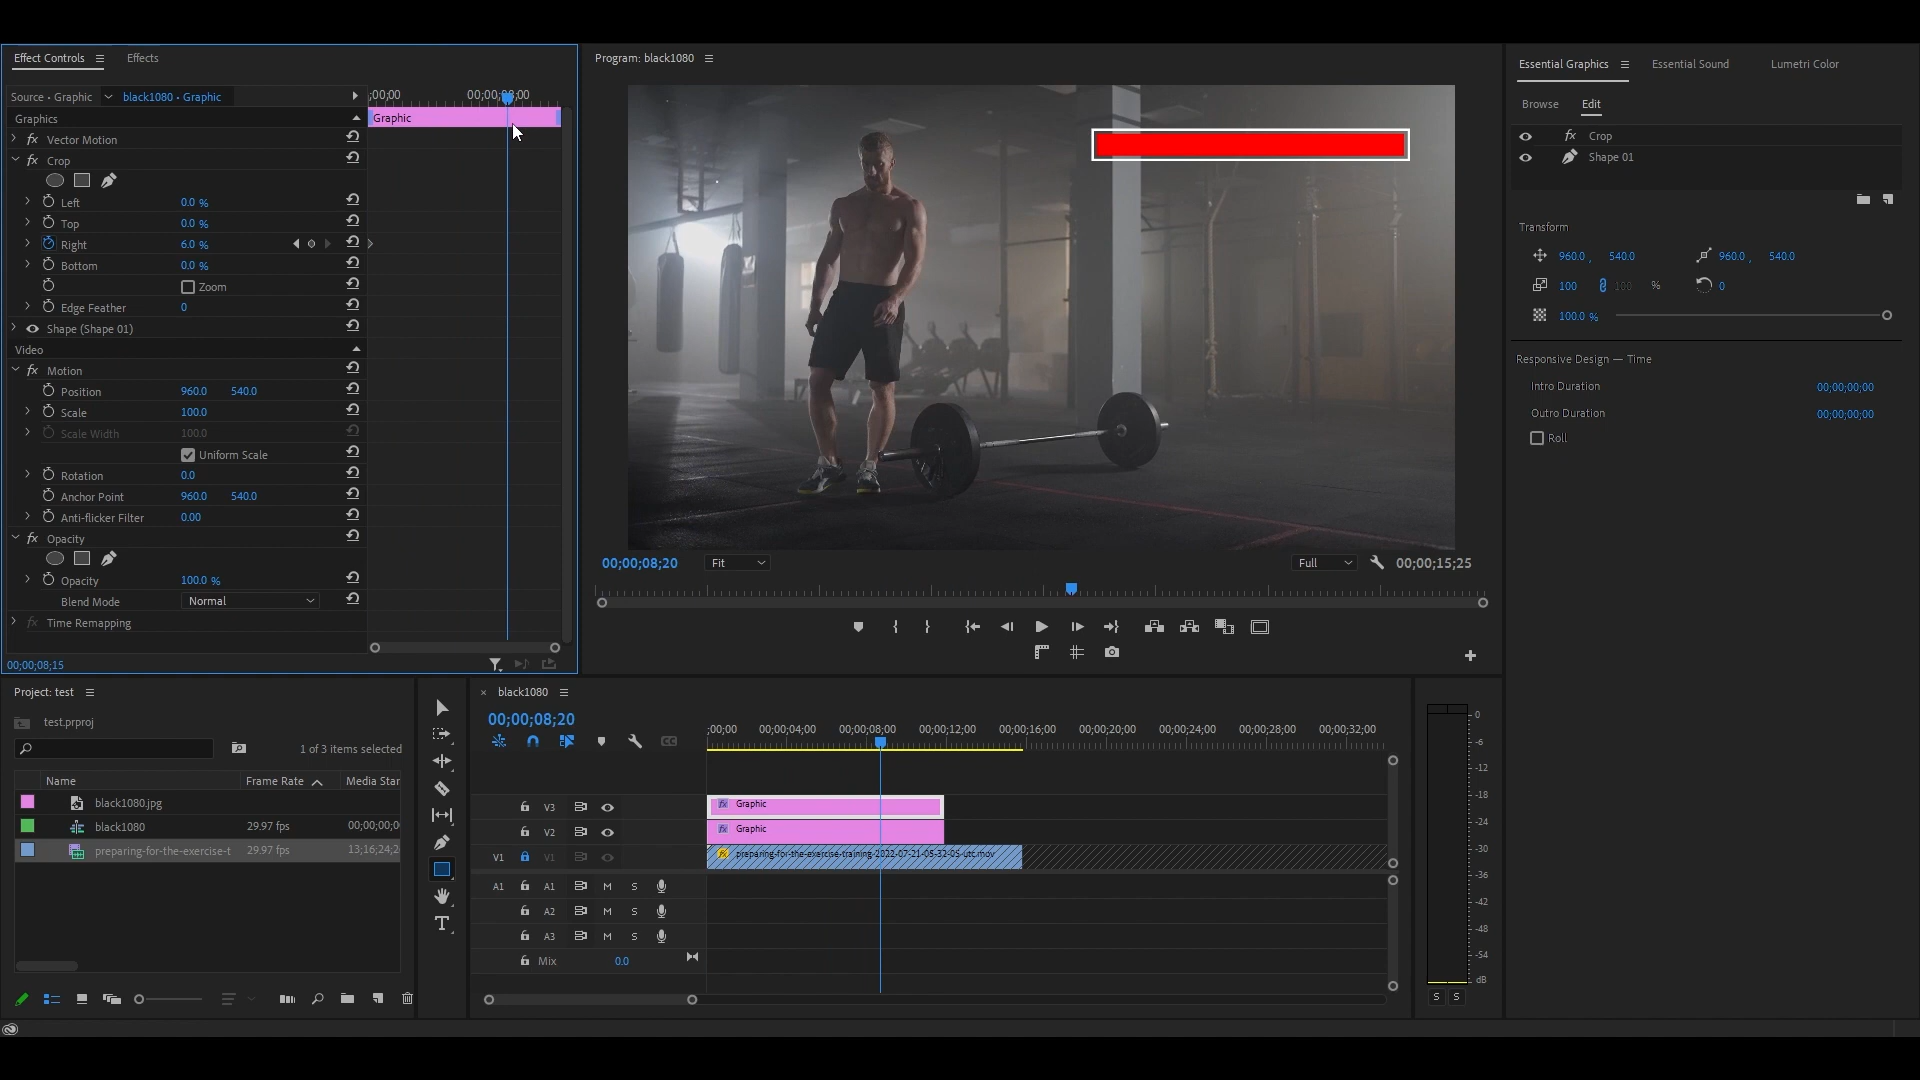 Effect Controls
Effects
Source • Graphic
black1080 • Graphic
;00;00
00;00;08;00
Graphics
Graphic
fx Vector Motion
fx Crop
Left 0.0 %
Top 0.0 %
Right 6.0 %
Bottom 0.0 %
Zoom
Edge Feather 0
Shape (Shape 01)
Video
fx Motion
Position 960.0 540.0
Scale 100.0
Scale Width 100.0
Uniform Scale
Rotation 0.0
Anchor Point 960.0 540.0
Anti-flicker Filter 0.00
fx Opacity
Opacity 100.0 %
Blend Mode Normal
fx Time Remapping
00;00;08;15
Program: black1080
00;00;08;20
Fit
Full
00;00;15;25
Essential Graphics
Essential Sound
Lumetri Color
Browse
Edit
fx Crop
Shape 01
Transform
960.0 , 540.0
960.0 , 540.0
100
100 %
0
100.0 %
Responsive Design — Time
Intro Duration 00;00;00;00
Outro Duration 00;00;00;00
Roll
Project: test
test.prproj
1 of 3 items selected
Name Frame Rate Media Star
black1080.jpg
black1080 29.97 fps 00;00;00;0
preparing-for-the-exercise-t 29.97 fps 13;16;24;2
× black1080
00;00;08;20
CC
;00;00 00;00;04;00 00;00;08;00 00;00;12;00 00;00;16;00 00;00;20;00 00;00;24;00 00;00;28;00 00;00;32;00
V3 fx Graphic
V2 fx Graphic
V1 V1 fx preparing-for-the-exercise-training-2022-07-21-05-32-05-utc.mov
A1 A1 M S
A2 M S
A3 M S
Mix 0.0
T
0
-6
-12
-18
-24
-30
-36
-42
-48
-54
dB
S S